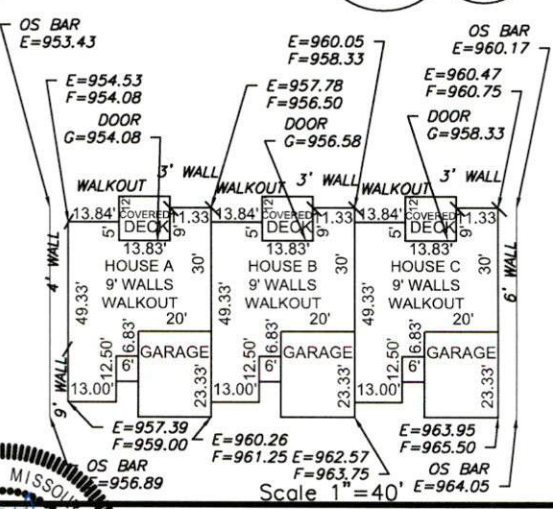 OS BAR
E=953.43
E=954.53
F=954.08
DOOR
G=954.08
E=957.78
F=956.50
E=960.05
F=958.33
DOOR
G=956.58
OS BAR
E=960.17
E=960.47
F=960.75
DOOR
G=958.33
WALKOUT
3' WALL
WALKOUT
3' WALL
WALKOUT
3' WALL
13.84'
12'
COVERED
DECK
5'
9'
11.33
13.83'
13.84'
12'
COVERED
DECK
5'
9'
11.33
13.83'
13.84'
12'
COVERED
DECK
5'
9'
11.33
13.83'
4' WALL
49.33'
HOUSE A
9' WALLS
WALKOUT
30'
20'
49.33'
HOUSE B
9' WALLS
WALKOUT
30'
20'
49.33'
HOUSE C
9' WALLS
WALKOUT
30'
20'
6' WALL
9' WALL
12.50'
6.83'
6'
GARAGE
13.00'
12.50'
6.83'
6'
GARAGE
23.33'
13.00'
12.50'
6.83'
6'
GARAGE
23.33'
13.00'
E=957.39
F=959.00
OS BAR
E=956.89
E=960.26
F=961.25
E=962.57
F=963.75
E=963.95
F=965.50
OS BAR
E=964.05
MISSOU
Scale 1"=40'